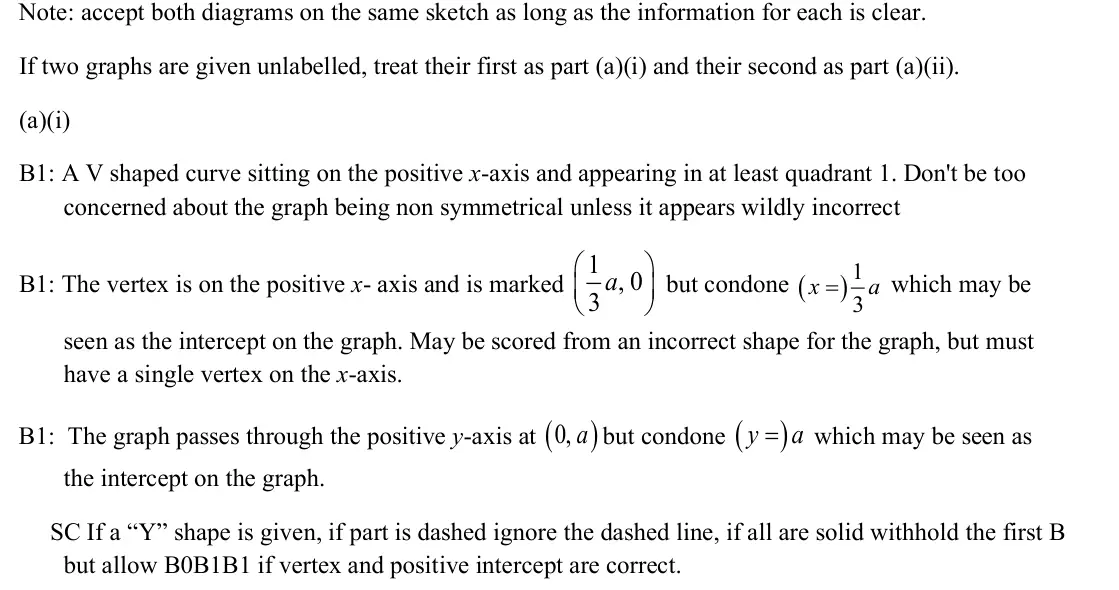 Note: accept both diagrams on the same sketch as long as the information for each is clear.
If two graphs are given unlabelled, treat their first as part (a)(i) and their second as part (a)(ii).
(a)(i)
B1: A V shaped curve sitting on the positive x-axis and appearing in at least quadrant 1. Don't be too
concerned about the graph being non symmetrical unless it appears wildly incorrect
B1: The vertex is on the positive x- axis and is marked (1/3 a, 0) but condone (x =) 1/3 a which may be
seen as the intercept on the graph. May be scored from an incorrect shape for the graph, but must
have a single vertex on the x-axis.
B1: The graph passes through the positive y-axis at (0, a) but condone (y =) a which may be seen as
the intercept on the graph.
SC If a “Y” shape is given, if part is dashed ignore the dashed line, if all are solid withhold the first B
but allow B0B1B1 if vertex and positive intercept are correct.